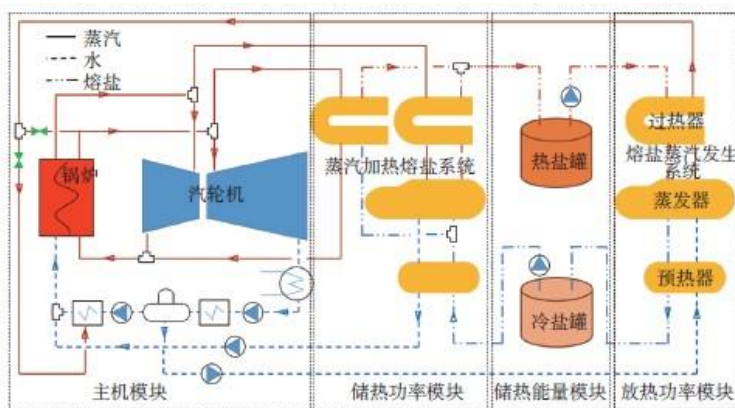 蒸汽
水
熔盐
锅炉
汽轮机
蒸汽加热熔盐系统
热盐罐
冷盐罐
过热器
熔盐蒸汽发生
系统
蒸发器
预热器
主机模块
储热功率模块
储热能量模块
放热功率模块